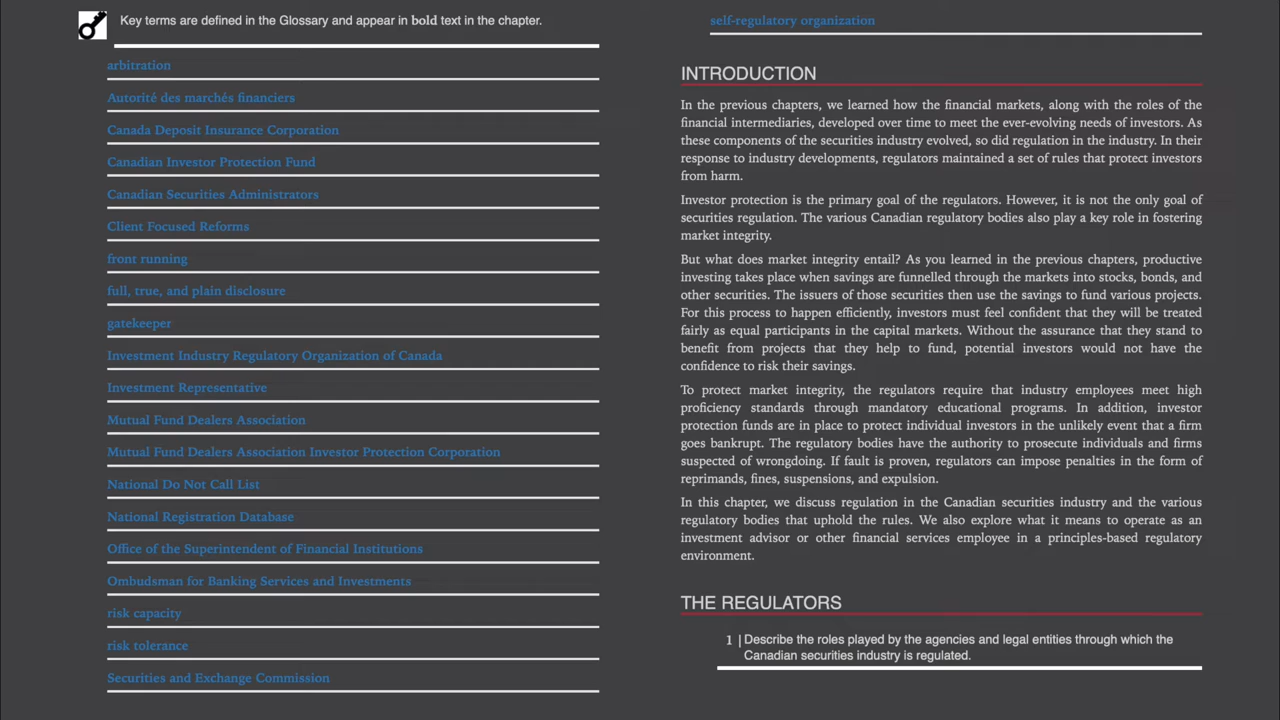 Key terms are defined in the Glossary and appear in bold text in the chapter.
arbitration
Autorité des marchés financiers
Canada Deposit Insurance Corporation
Canadian Investor Protection Fund
Canadian Securities Administrators
Client Focused Reforms
front running
full, true, and plain disclosure
gatekeeper
Investment Industry Regulatory Organization of Canada
Investment Representative
Mutual Fund Dealers Association
Mutual Fund Dealers Association Investor Protection Corporation
National Do Not Call List
National Registration Database
Office of the Superintendent of Financial Institutions
Ombudsman for Banking Services and Investments
risk capacity
risk tolerance
Securities and Exchange Commission
self-regulatory organization
INTRODUCTION
In the previous chapters, we learned how the financial markets, along with the roles of the
financial intermediaries, developed over time to meet the ever-evolving needs of investors. As
these components of the securities industry evolved, so did regulation in the industry. In their
response to industry developments, regulators maintained a set of rules that protect investors
from harm.
Investor protection is the primary goal of the regulators. However, it is not the only goal of
securities regulation. The various Canadian regulatory bodies also play a key role in fostering
market integrity.
But what does market integrity entail? As you learned in the previous chapters, productive
investing takes place when savings are funnelled through the markets into stocks, bonds, and
other securities. The issuers of those securities then use the savings to fund various projects.
For this process to happen efficiently, investors must feel confident that they will be treated
fairly as equal participants in the capital markets. Without the assurance that they stand to
benefit from projects that they help to fund, potential investors would not have the
confidence to risk their savings.
To protect market integrity, the regulators require that industry employees meet high
proficiency standards through mandatory educational programs. In addition, investor
protection funds are in place to protect individual investors in the unlikely event that a firm
goes bankrupt. The regulatory bodies have the authority to prosecute individuals and firms
suspected of wrongdoing. If fault is proven, regulators can impose penalties in the form of
reprimands, fines, suspensions, and expulsion.
In this chapter, we discuss regulation in the Canadian securities industry and the various
regulatory bodies that uphold the rules. We also explore what it means to operate as an
investment advisor or other financial services employee in a principles-based regulatory
environment.
THE REGULATORS
1 | Describe the roles played by the agencies and legal entities through which the
Canadian securities industry is regulated.